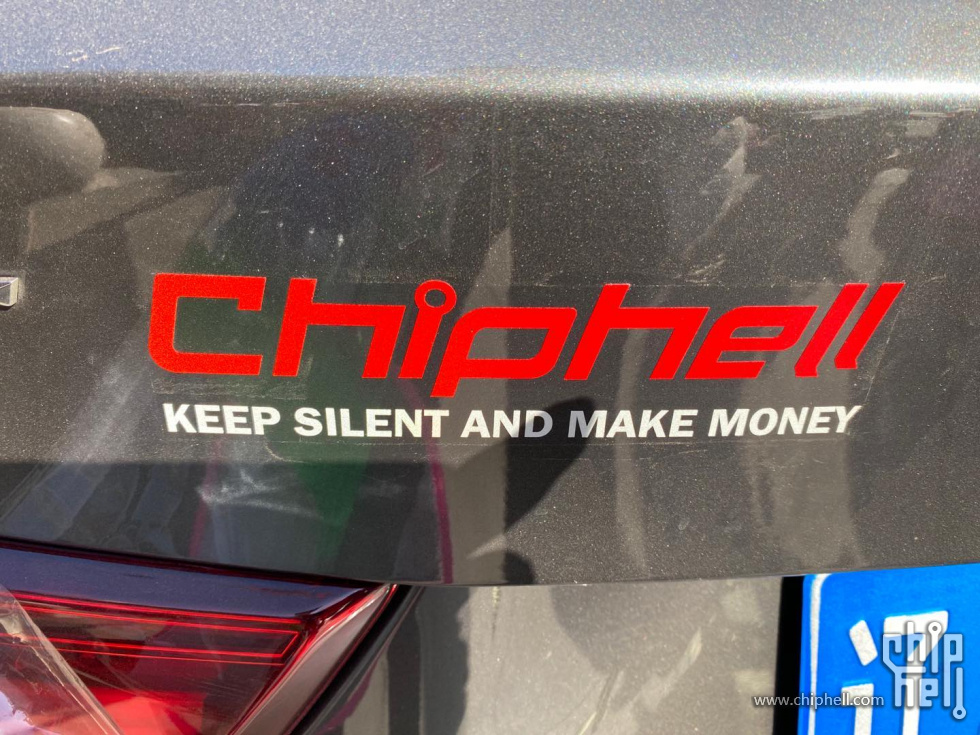 Chiphell
KEEP SILENT AND MAKE MONEY
www.chiphell.com
chip
hell